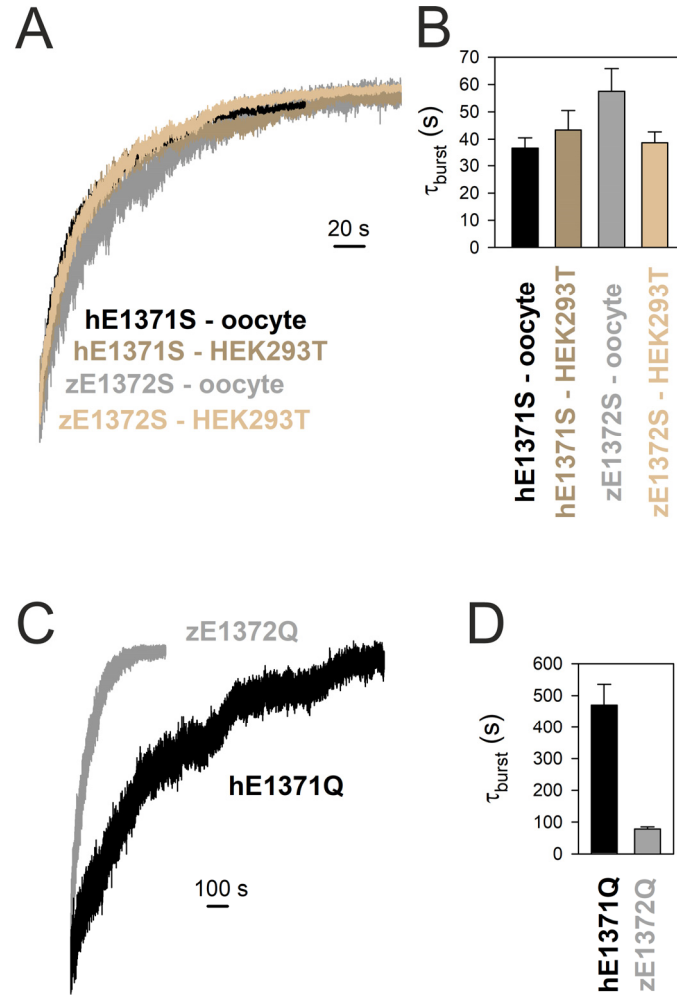 A
20 s
hE1371S - oocyte
hE1371S - HEK293T
zE1372S - oocyte
zE1372S - HEK293T
B
τburst (s)
70
60
50
40
30
20
10
0
hE1371S - oocyte
hE1371S - HEK293T
zE1372S - oocyte
zE1372S - HEK293T
C
zE1372Q
hE1371Q
100 s
D
τburst (s)
600
500
400
300
200
100
0
hE1371Q
zE1372Q